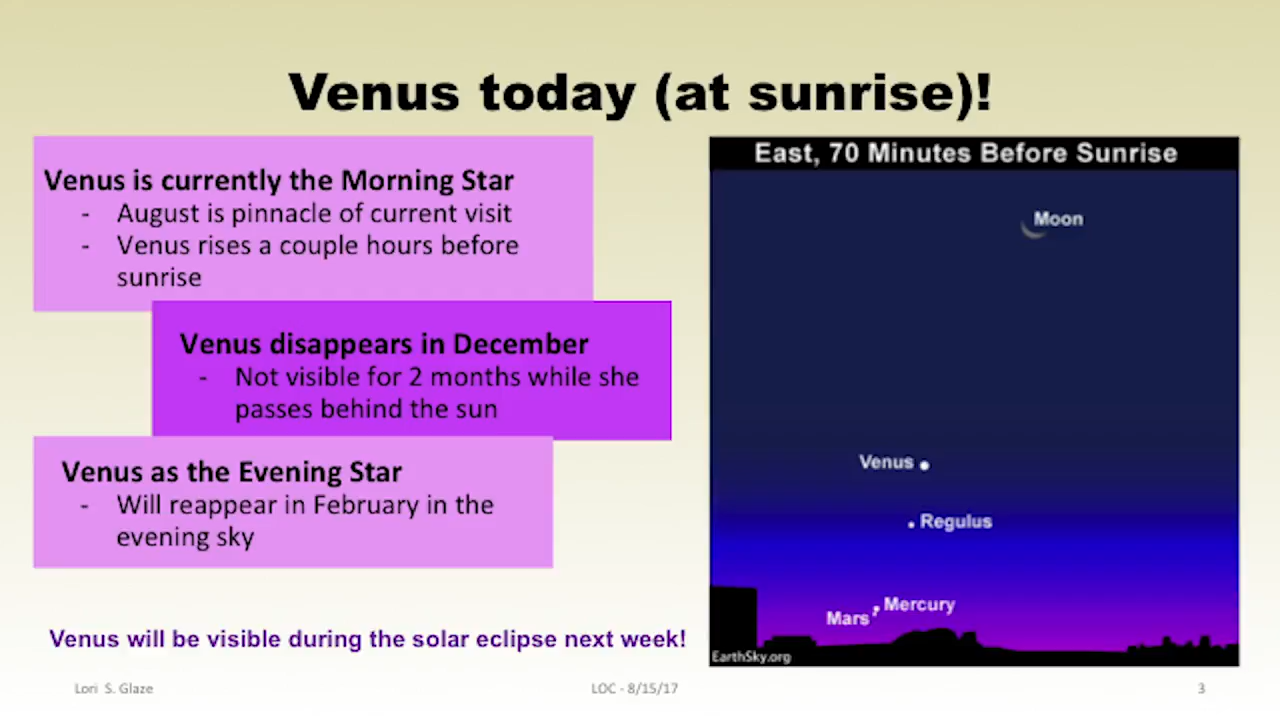 Venus today (at sunrise)!
Venus is currently the Morning Star
- August is pinnacle of current visit
- Venus rises a couple hours before
sunrise
Venus disappears in December
- Not visible for 2 months while she
passes behind the sun
Venus as the Evening Star
- Will reappear in February in the
evening sky
Venus will be visible during the solar eclipse next week!
East, 70 Minutes Before Sunrise
Moon
Venus
Regulus
Mercury
Mars
EarthSky.org
Lori S. Glaze
LOC - 8/15/17
3